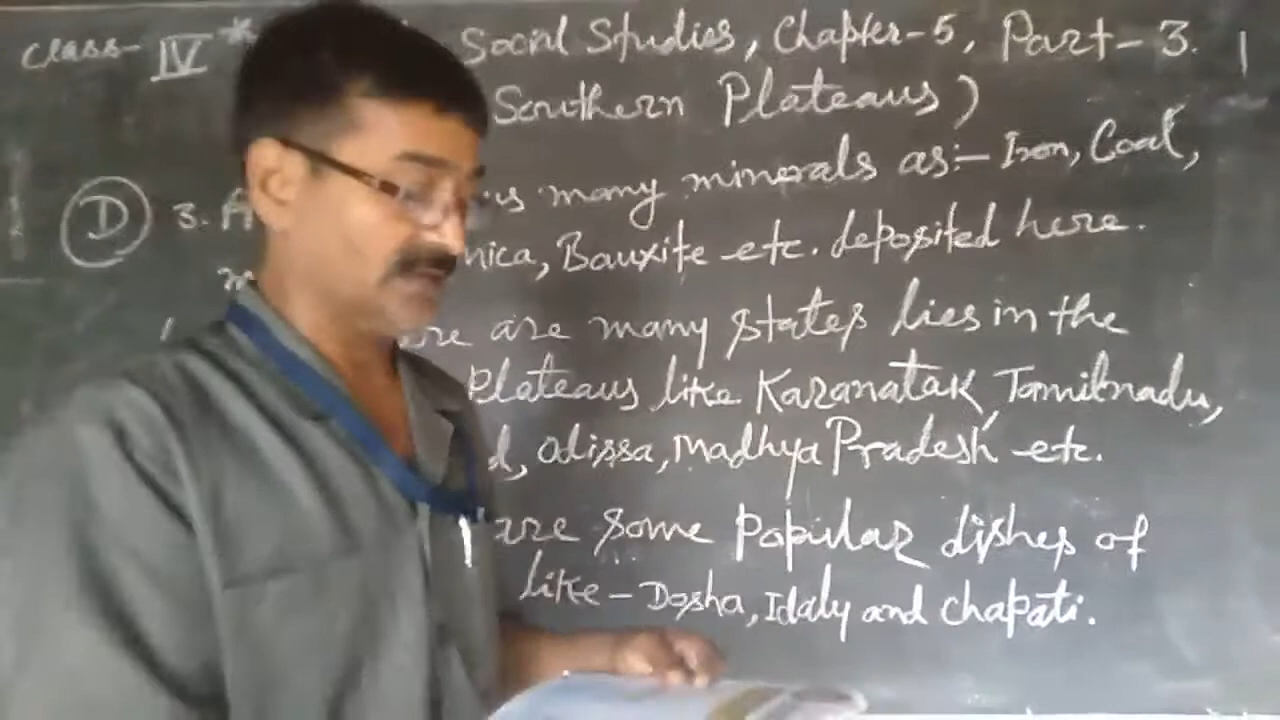 Class- IV Social Studies, Chapter-5, Part-3.
Southern Plateaus)
D 3. many minerals as:- Iron, Coal,
mica, Bauxite etc. deposited here.
are many states lies in the
Plateaus like Karanatak, Tamilnadu,
Odissa, Madhya Pradesh etc.
are some Popular dishes of
like - Dosha, Idaly and Chapati.